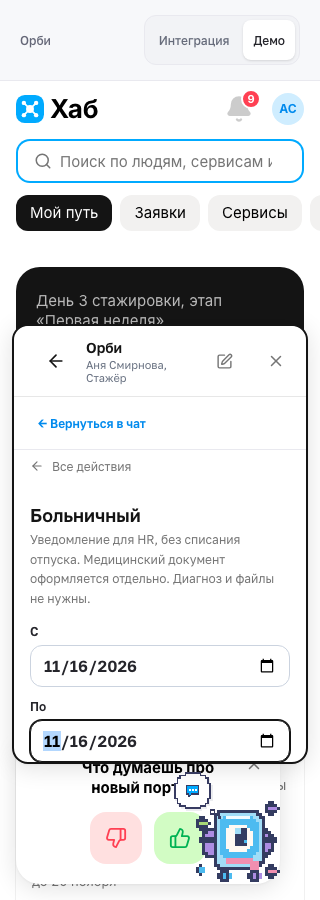 Орби
Интеграция
Демо
Хаб
9
АС
Поиск по людям, сервисам и
Мой путь
Заявки
Сервисы
День 3 стажировки, этап
«Первая неделя»
Орби
Аня Смирнова,
Стажёр
← Вернуться в чат
← Все действия
Больничный
Уведомление для HR, без списания
отпуска. Медицинский документ
оформляется отдельно. Диагноз и файлы
не нужны.
С
11/16/2026
По
11/16/2026
Что думаешь про
новый